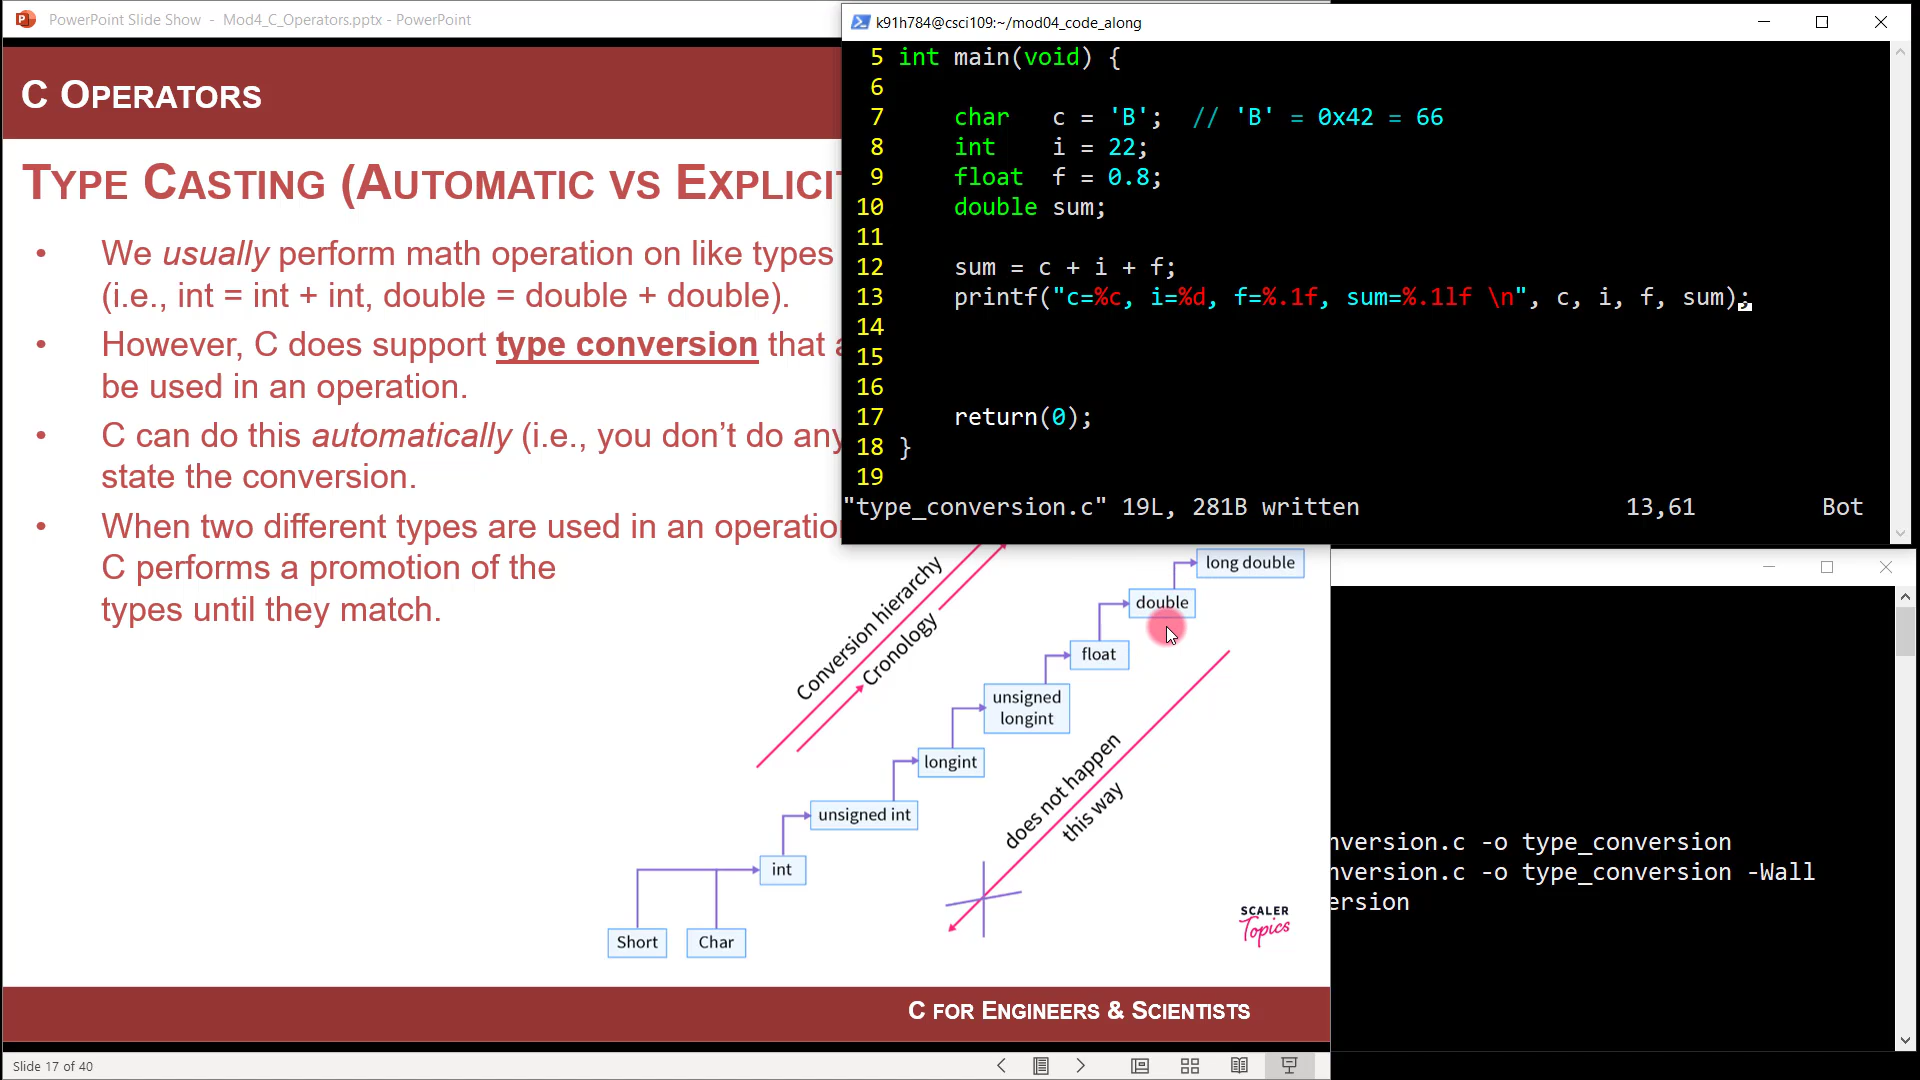 PowerPoint Slide Show - Mod4_C_Operators.pptx - PowerPoint
C OPERATORS
TYPE CASTING (AUTOMATIC VS EXPLICIT
• We usually perform math operation on like types
(i.e., int = int + int, double = double + double).
• However, C does support type conversion that a
be used in an operation.
• C can do this automatically (i.e., you don’t do any
state the conversion.
• When two different types are used in an operation
C performs a promotion of the
types until they match.
Conversion hierarchy
Cronology
long double
double
float
unsigned
longint
longint
unsigned int
int
Short
Char
does not happen
this way
SCALER
Topics
C FOR ENGINEERS & SCIENTISTS
Slide 17 of 40
k91h784@csci109:~/mod04_code_along
5 int main(void) {
6
7 char c = 'B'; // 'B' = 0x42 = 66
8 int i = 22;
9 float f = 0.8;
10 double sum;
11
12 sum = c + i + f;
13 printf("c=%c, i=%d, f=%.1f, sum=%.1lf \n", c, i, f, sum);
14
15
16
17 return(0);
18 }
19
"type_conversion.c" 19L, 281B written 13,61 Bot
nversion.c -o type_conversion
nversion.c -o type_conversion -Wall
ersion